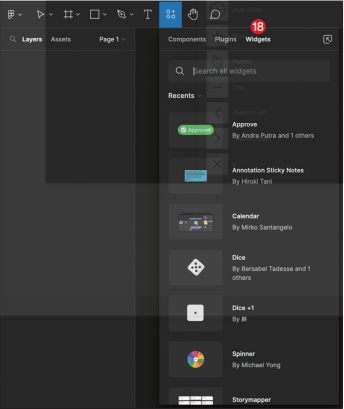 Layers Assets Page 1
18
Components Plugins Widgets
Search all widgets
Recents
Approved
Approve
By Andra Putra and 1 others
Annotation Sticky Notes
By Hiroki Tani
Calendar
By Mirko Santangelo
Dice
By Bersabel Tadesse and 1
others
Dice +1
By
Spinner
By Michael Yong
Storymapper